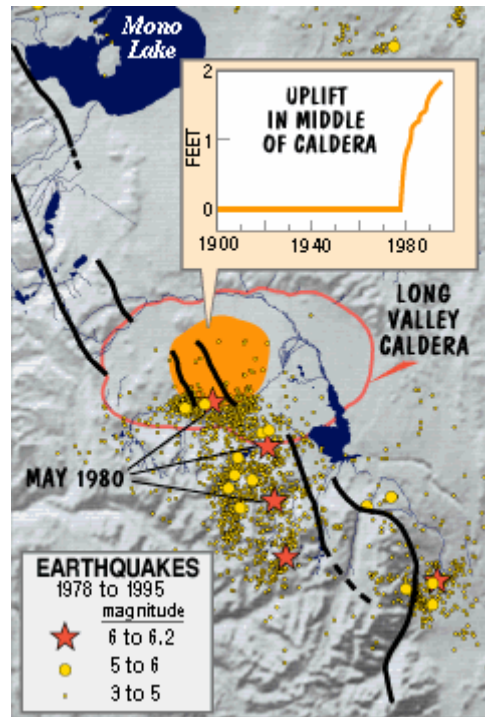 Mono
Lake
2
UPLIFT
IN MIDDLE
OF CALDERA
FEET
1
0
1900
1940
1980
LONG
VALLEY
CALDERA
MAY 1980
EARTHQUAKES
1978 to 1995
magnitude
6 to 6.2
5 to 6
3 to 5